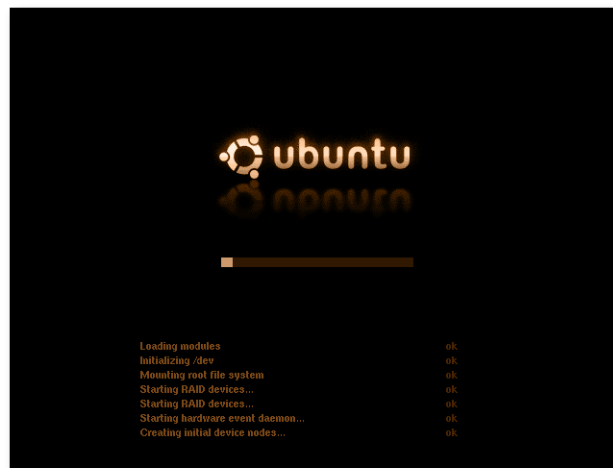 ubuntu
Loading modules ok
Initializing /dev ok
Mounting root file system ok
Starting RAID devices... ok
Starting RAID devices... ok
Starting hardware event daemon... ok
Creating initial device nodes... ok